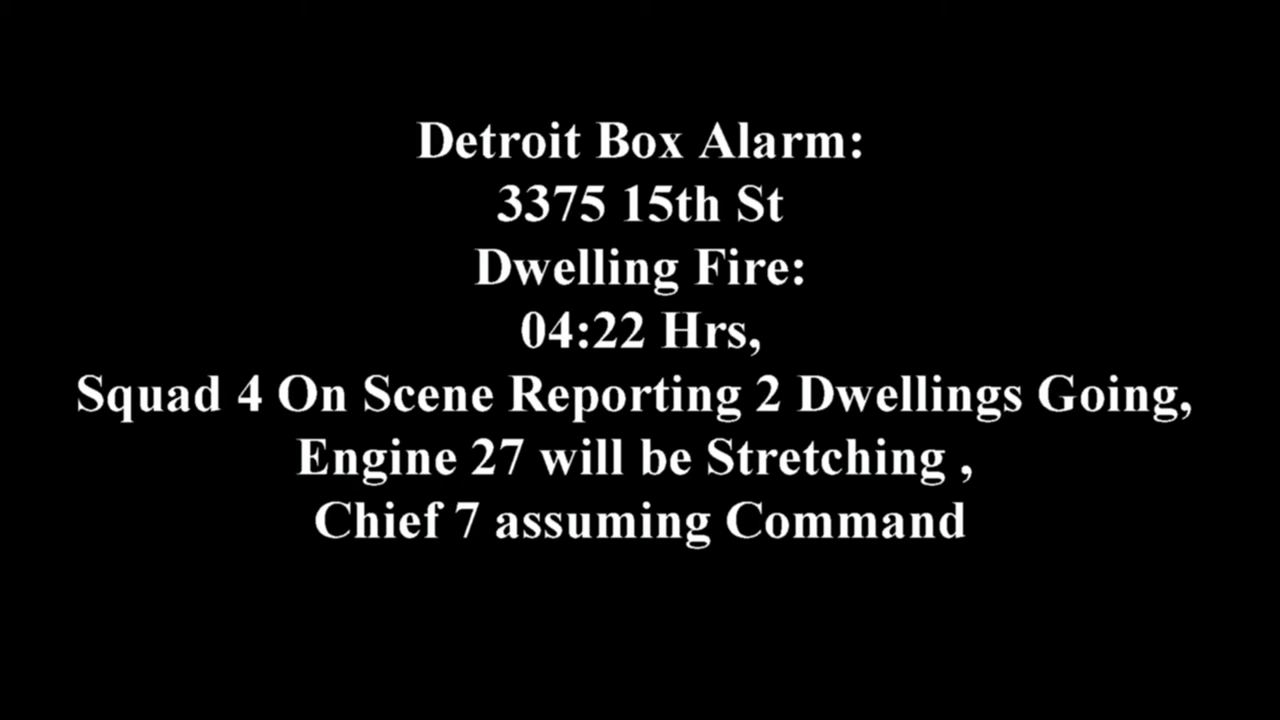 Detroit Box Alarm:
3375 15th St
Dwelling Fire:
04:22 Hrs,
Squad 4 On Scene Reporting 2 Dwellings Going,
Engine 27 will be Stretching ,
Chief 7 assuming Command